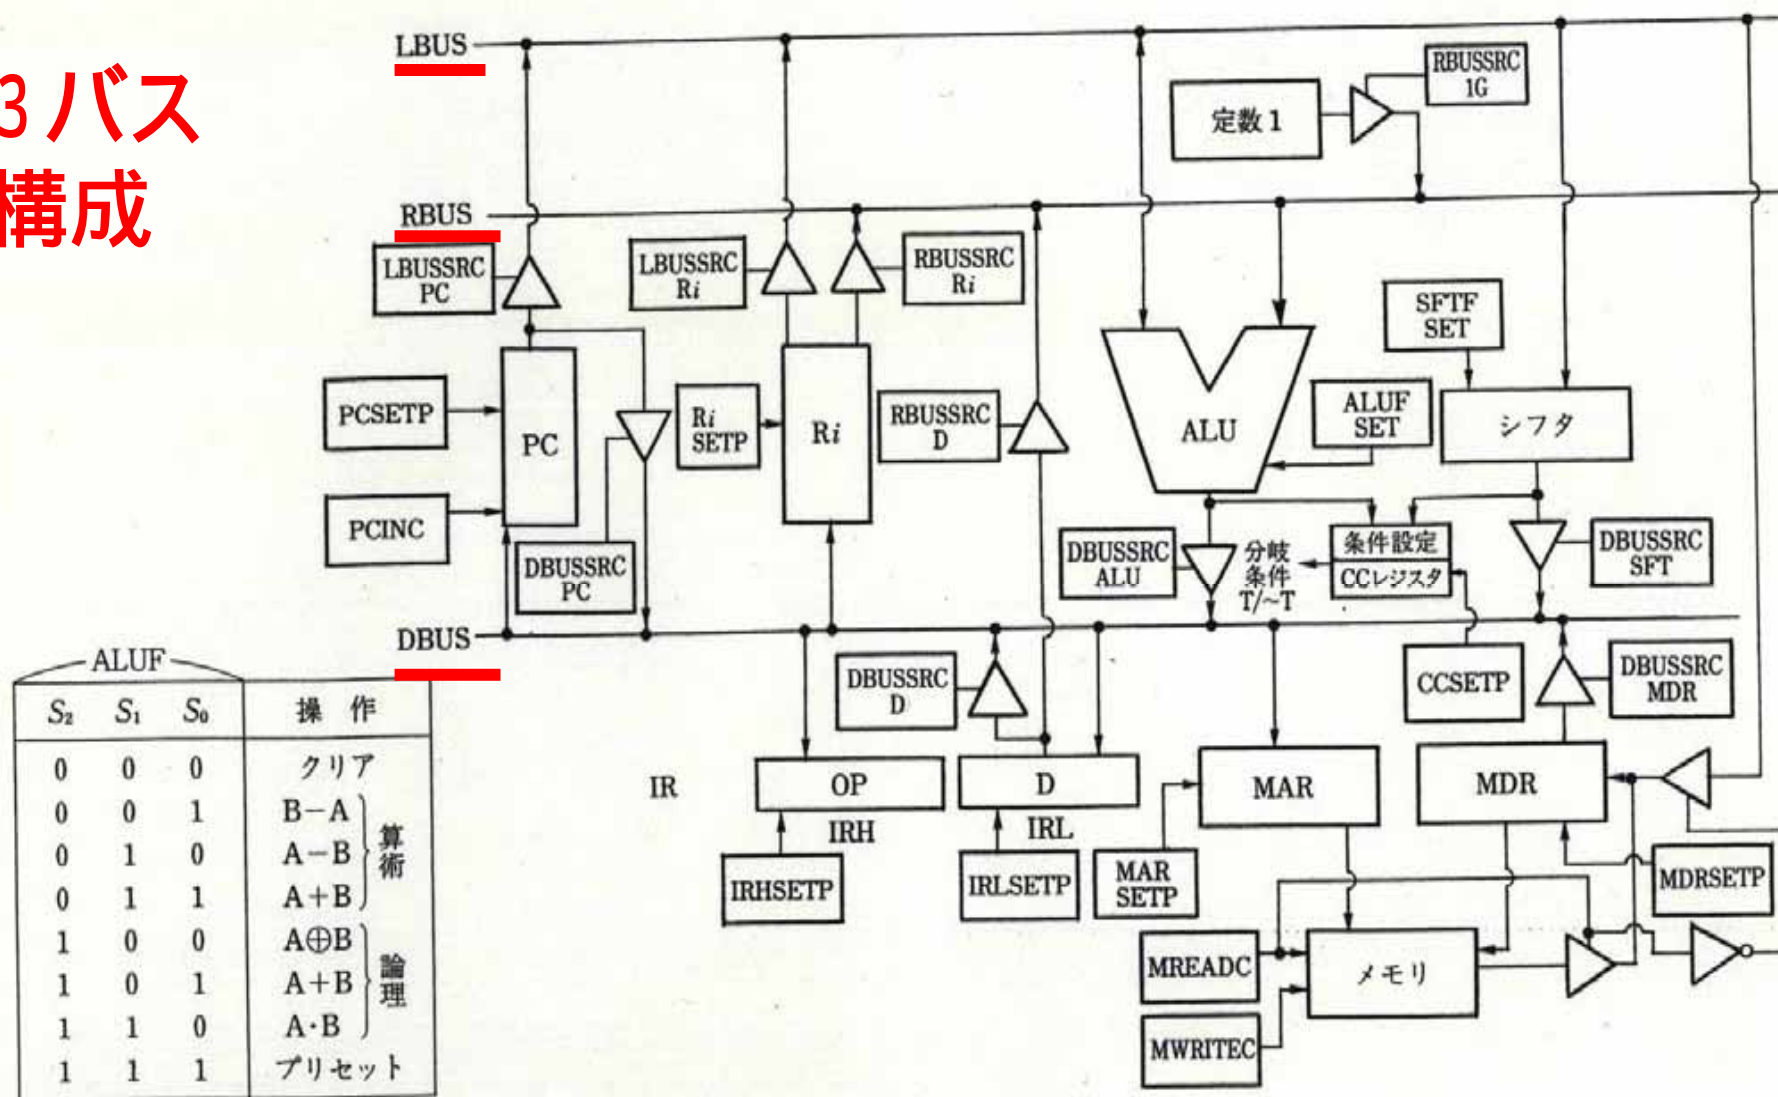 3 バス
構成
LBUS
RBUSSRC
1G
定数 1
RBUS
LBUSSRC
PC
LBUSSRC
Ri
RBUSSRC
Ri
SFTF
SET
PCSETP
PC
Ri
SETP
Ri
RBUSSRC
D
ALU
ALUF
SET
シフタ
PCINC
DBUSSRC
PC
DBUSSRC
ALU
分岐
条件
T/~T
条件設定
CCレジスタ
DBUSSRC
SFT
DBUS
DBUSSRC
D
CCSETP
DBUSSRC
MDR
IR
OP
D
MAR
MDR
IRH
IRL
IRHSETP
IRLSETP
MAR
SETP
MDRSETP
MREADC
メモリ
MWRITEC
ALUF
S₂ S₁ S₀ 操 作
0 0 0 クリア
0 0 1 B−A
0 1 0 A−B
0 1 1 A+B
算術
1 0 0 A⊕B
1 0 1 A+B
1 1 0 A·B
論理
1 1 1 プリセット